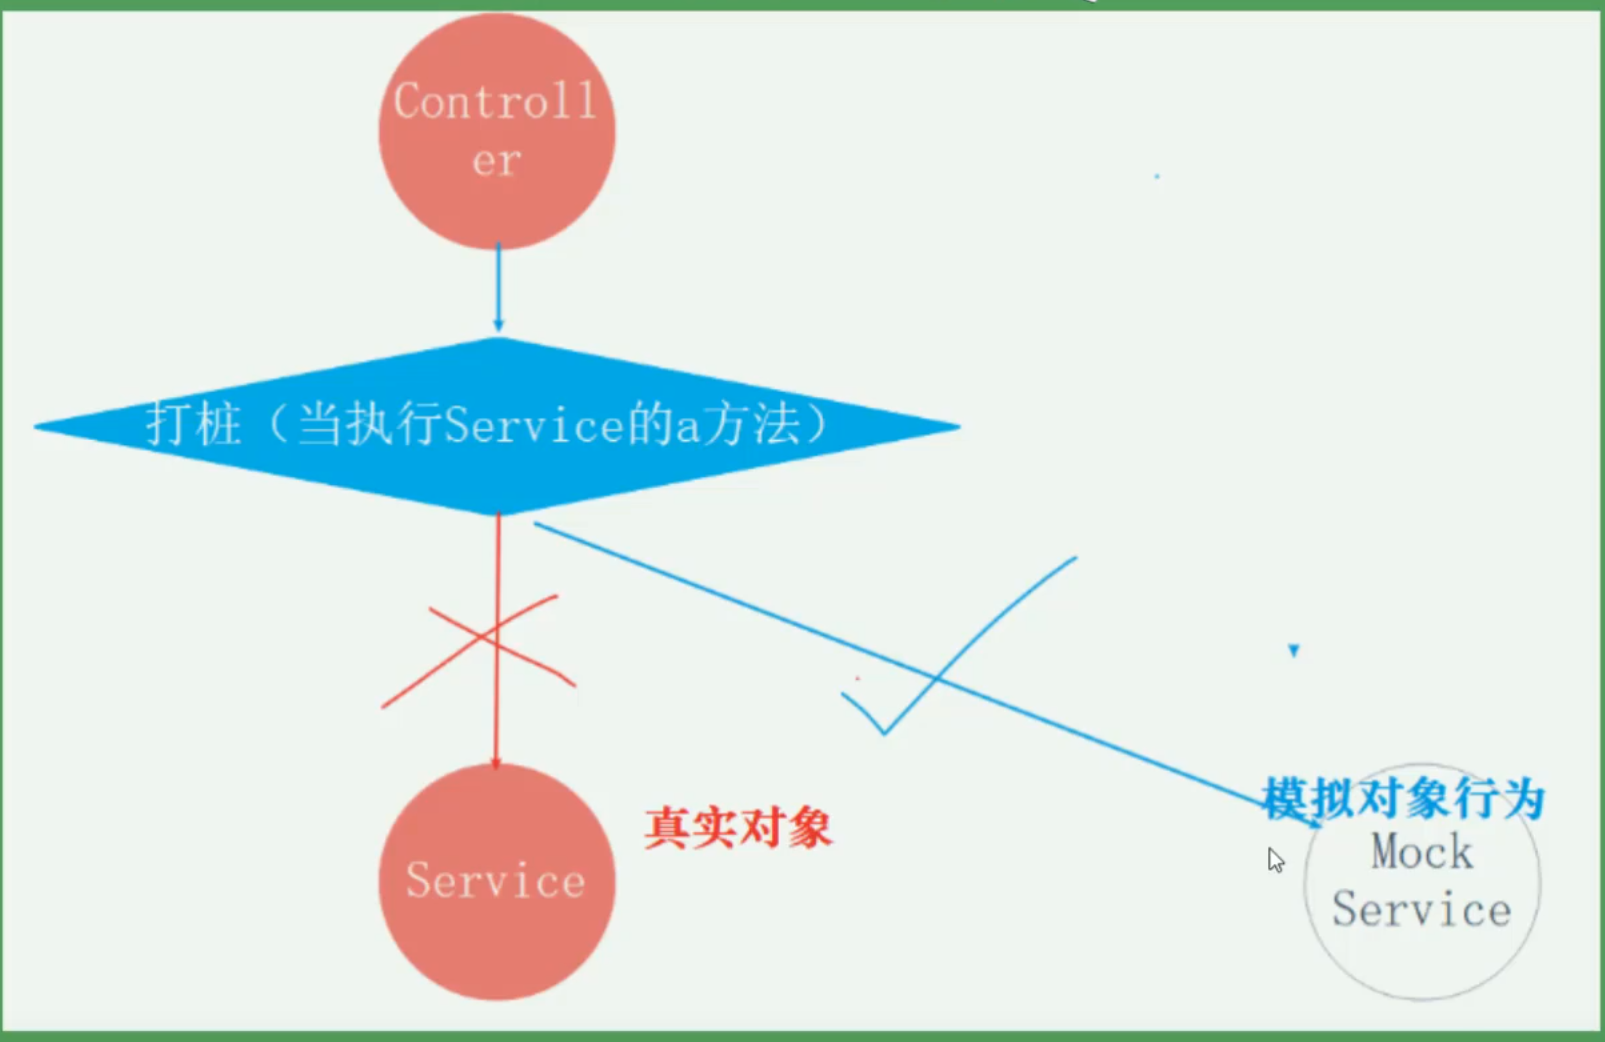 Controll
er
打桩（当执行Service的a方法）
真实对象
Service
模拟对象行为
Mock
Service